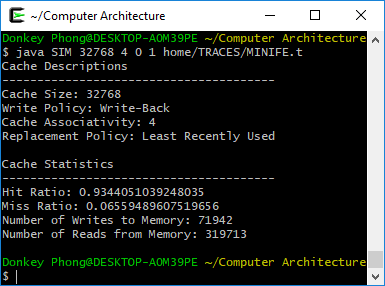 ~/Computer Architecture
Donkey Phong@DESKTOP-AOM39PE ~/Computer Architecture
$ java SIM 32768 4 0 1 home/TRACES/MINIFE.t
Cache Descriptions
---------------------------------------
Cache Size: 32768
Write Policy: Write-Back
Cache Associativity: 4
Replacement Policy: Least Recently Used
Cache Statistics
---------------------------------------
Hit Ratio: 0.9344051039248035
Miss Ratio: 0.06559489607519656
Number of Writes to Memory: 71942
Number of Reads from Memory: 319713
Donkey Phong@DESKTOP-AOM39PE ~/Computer Architecture
$